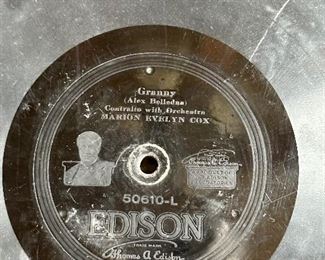 Granny
(Alex Belledna)
Contralto with Orchestra
MARION EVELYN COX
50610-L
EDISON
TRADE MARK
Thomas A Edison